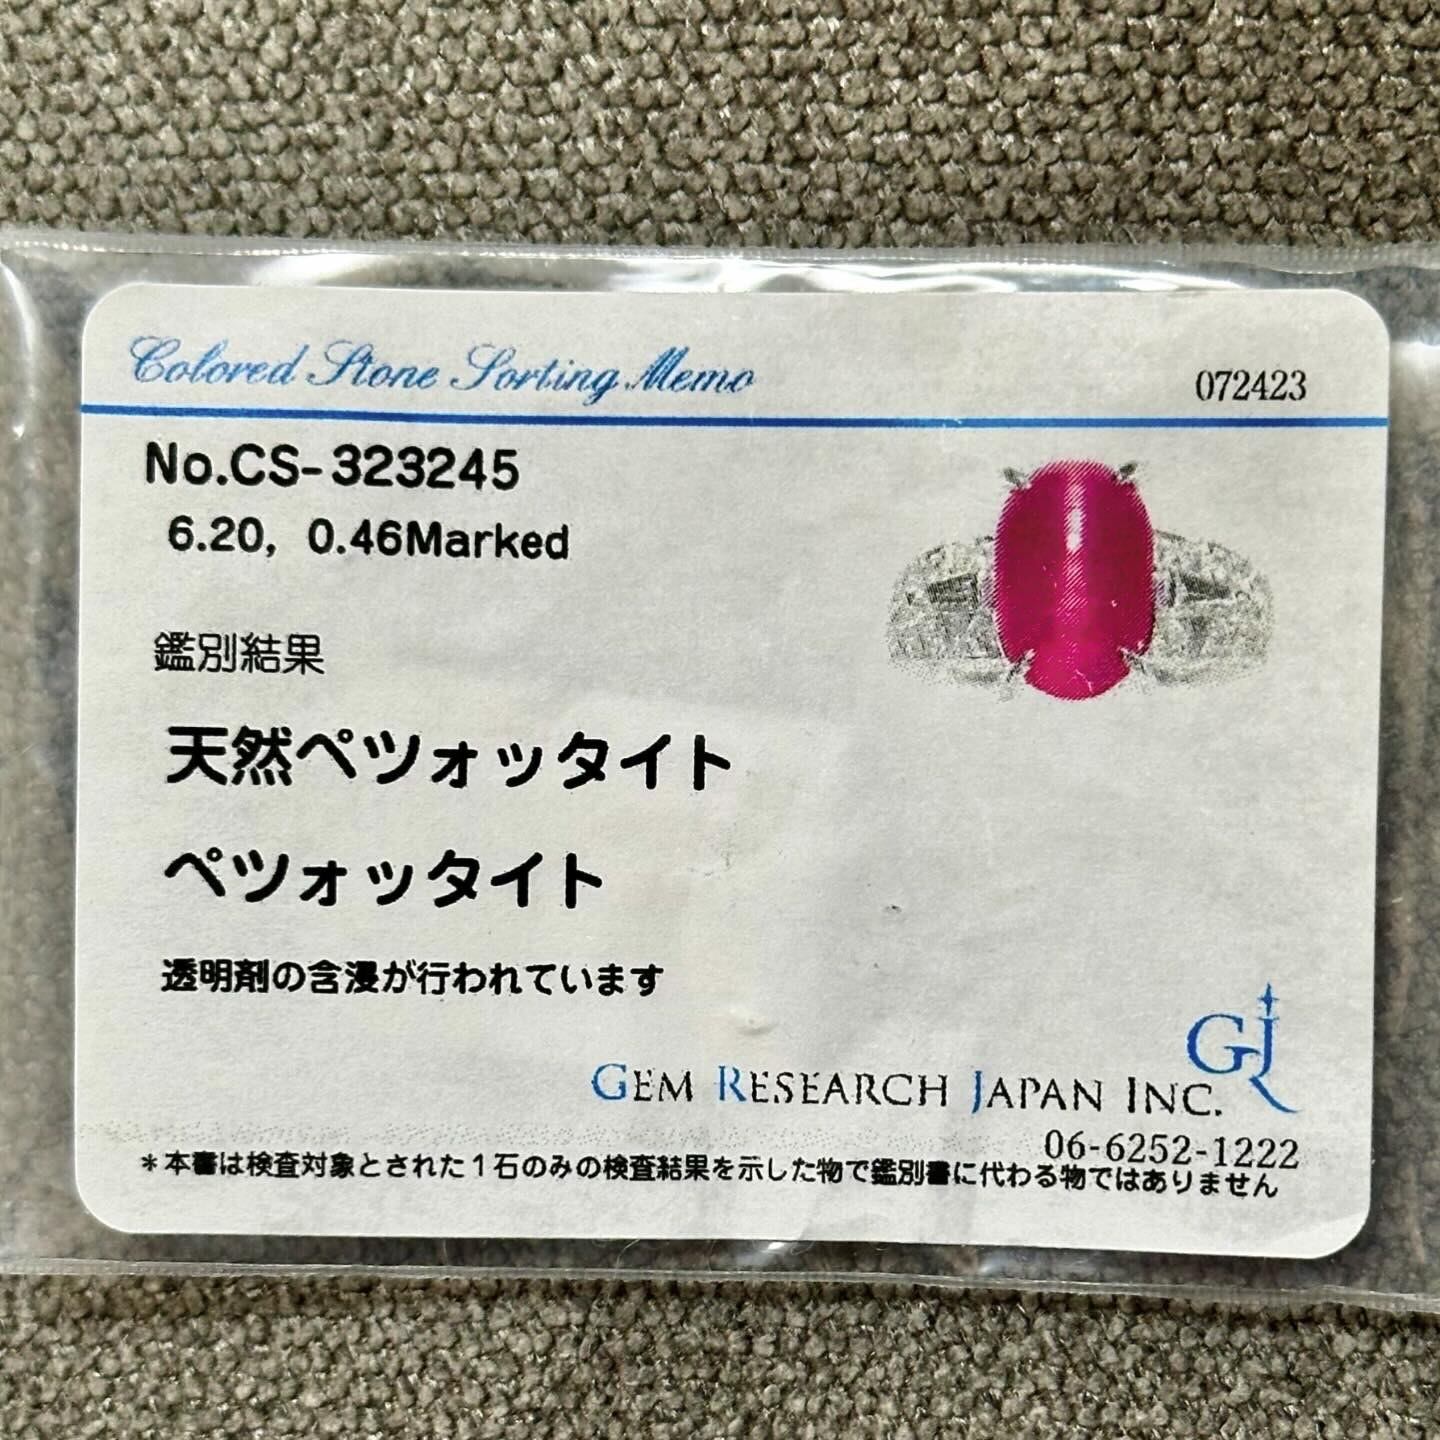 Colored Stone Sorting Memo
072423
No.CS-323245
6.20, 0.46Marked
鑑別結果
天然ペツォッタイト
ペツォッタイト
透明剤の含浸が行われています
GJ
GEM RESEARCH JAPAN INC.
06-6252-1222
*本書は検査対象とされた1石のみの検査結果を示した物で鑑別書に代わる物ではありません